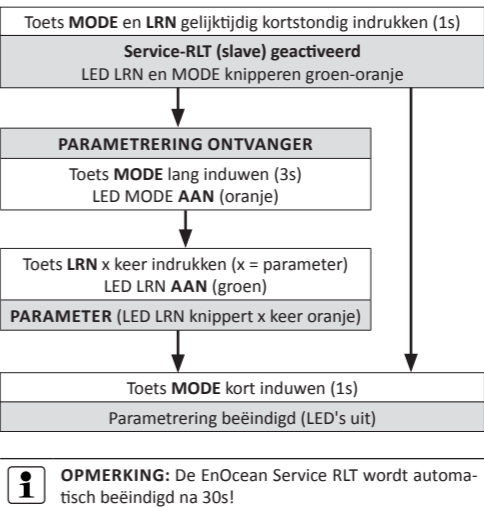 Toets MODE en LRN gelijktijdig kortstondig indrukken (1s)
Service-RLT (slave) geactiveerd
LED LRN en MODE knipperen groen-oranje
PARAMETRERING ONTVANGER
Toets MODE lang induwen (3s)
LED MODE AAN (oranje)
Toets LRN x keer indrukken (x = parameter)
LED LRN AAN (groen)
PARAMETER (LED LRN knippert x keer oranje)
Toets MODE kort induwen (1s)
Parametrering beëindigd (LED's uit)
i
OPMERKING: De EnOcean Service RLT wordt automa-
tisch beëindigd na 30s!